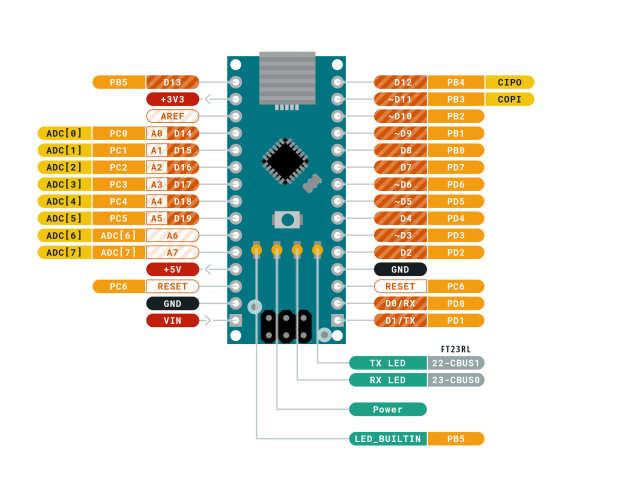 PB5 D13 D12 PB4 CIPO
+3V3 ~D11 PB3 COPI
AREF ~D10 PB2
ADC[0] PC0 A0 D14 ~D9 PB1
ADC[1] PC1 A1 D15 D8 PB0
ADC[2] PC2 A2 D16 D7 PD7
ADC[3] PC3 A3 D17 ~D6 PD6
ADC[4] PC4 A4 D18 ~D5 PD5
ADC[5] PC5 A5 D19 D4 PD4
ADC[6] ADC[6] A6 ~D3 PD3
ADC[7] ADC[7] A7 D2 PD2
+5V GND
PC6 RESET RESET PC6
GND D0/RX PD0
VIN D1/TX PD1
FT23RL
TX LED 22-CBUS1
RX LED 23-CBUS0
Power
LED_BUILTIN PB5